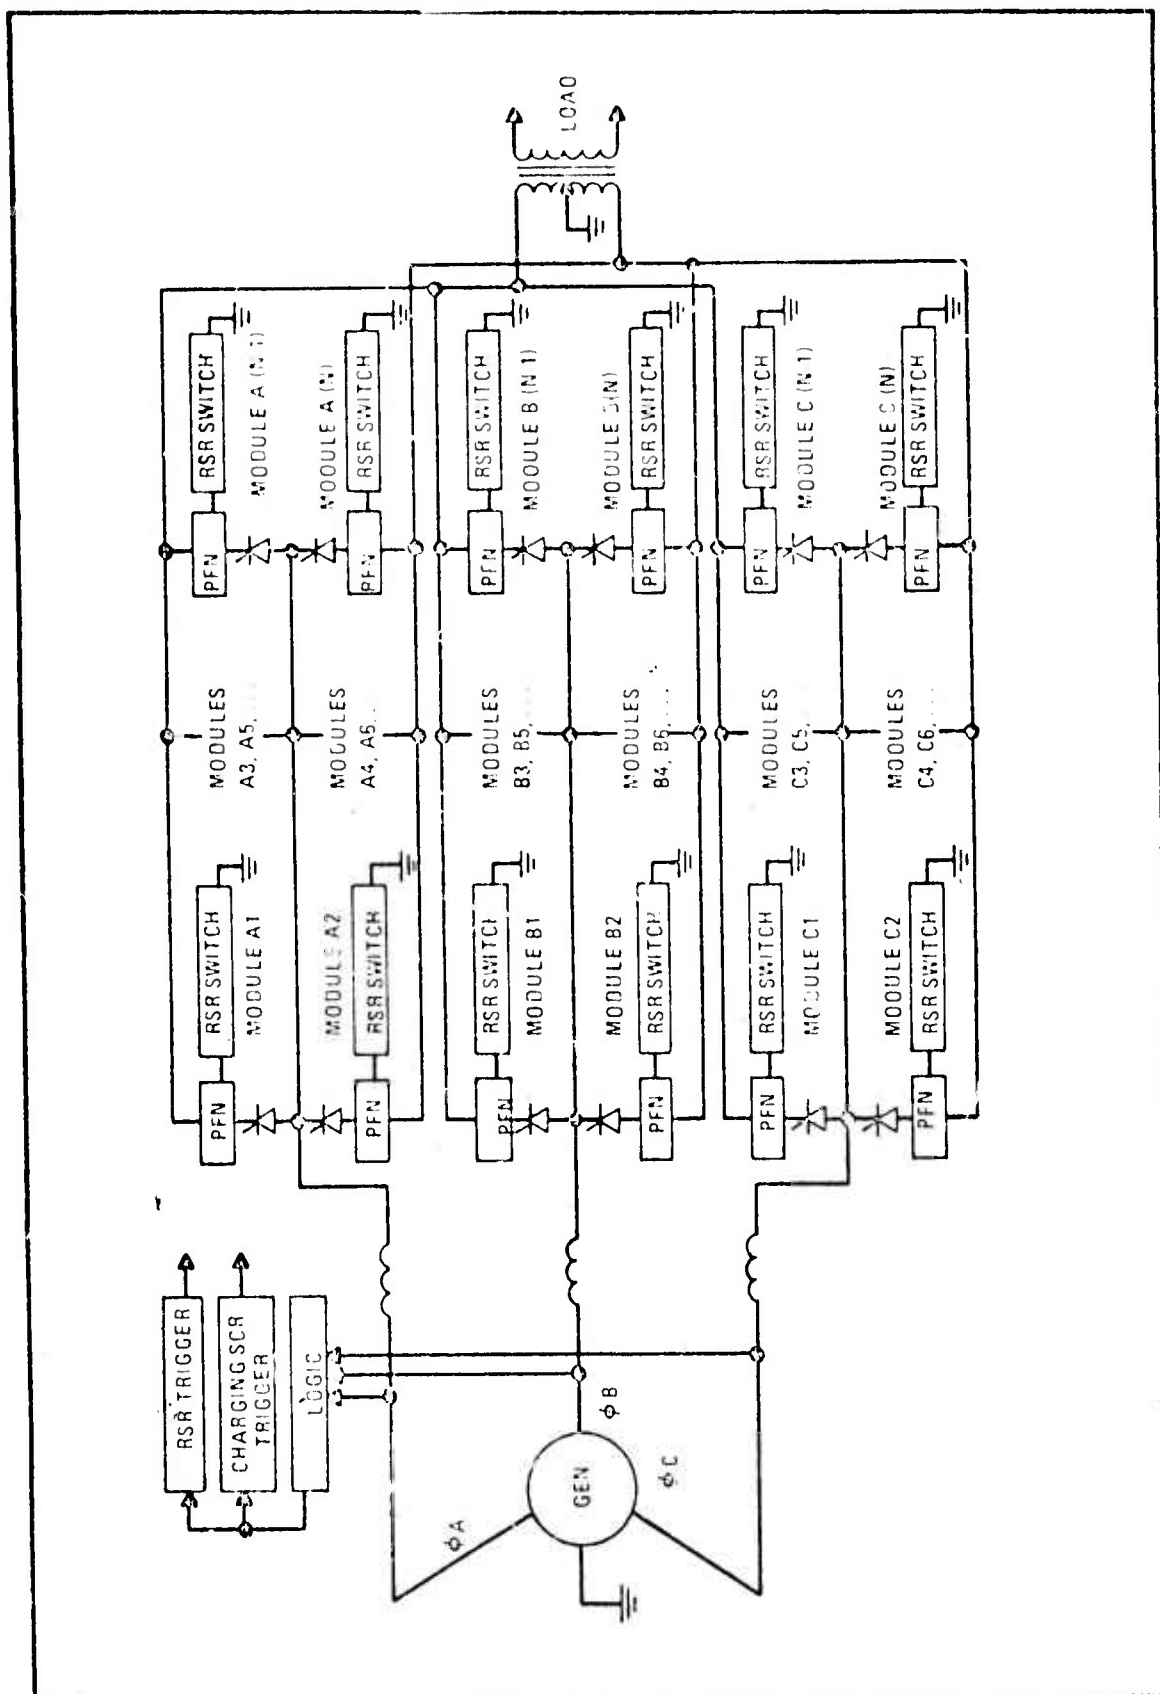 RSR TRIGGER
CHARGING SCR
TRIGGER
LOGIC
GEN
ϕA
ϕB
ϕC
PFN
RSR SWITCH
MODULE A1
PFN
RSR SWITCH
MODULE A2
PFN
RSR SWITCH
MODULE B1
PFN
RSR SWITCH
MODULE B2
PFN
RSR SWITCH
MODULE C1
PFN
RSR SWITCH
MODULE C2
MODULES
A3, A5, ....
MODULES
A4, A6...
MODULES
B3, B5, ....
MODULES
B4, B6, ....
MODULES
C3, C5, ....
MODULES
C4, C6, ....
PFN
RSR SWITCH
MODULE A (N 1)
PFN
RSR SWITCH
MODULE A (N)
PFN
RSR SWITCH
MODULE B (N 1)
PFN
RSR SWITCH
MODULE B(N)
PFN
RSR SWITCH
MODULE C (N 1)
PFN
RSR SWITCH
MODULE C (N)
LOAD